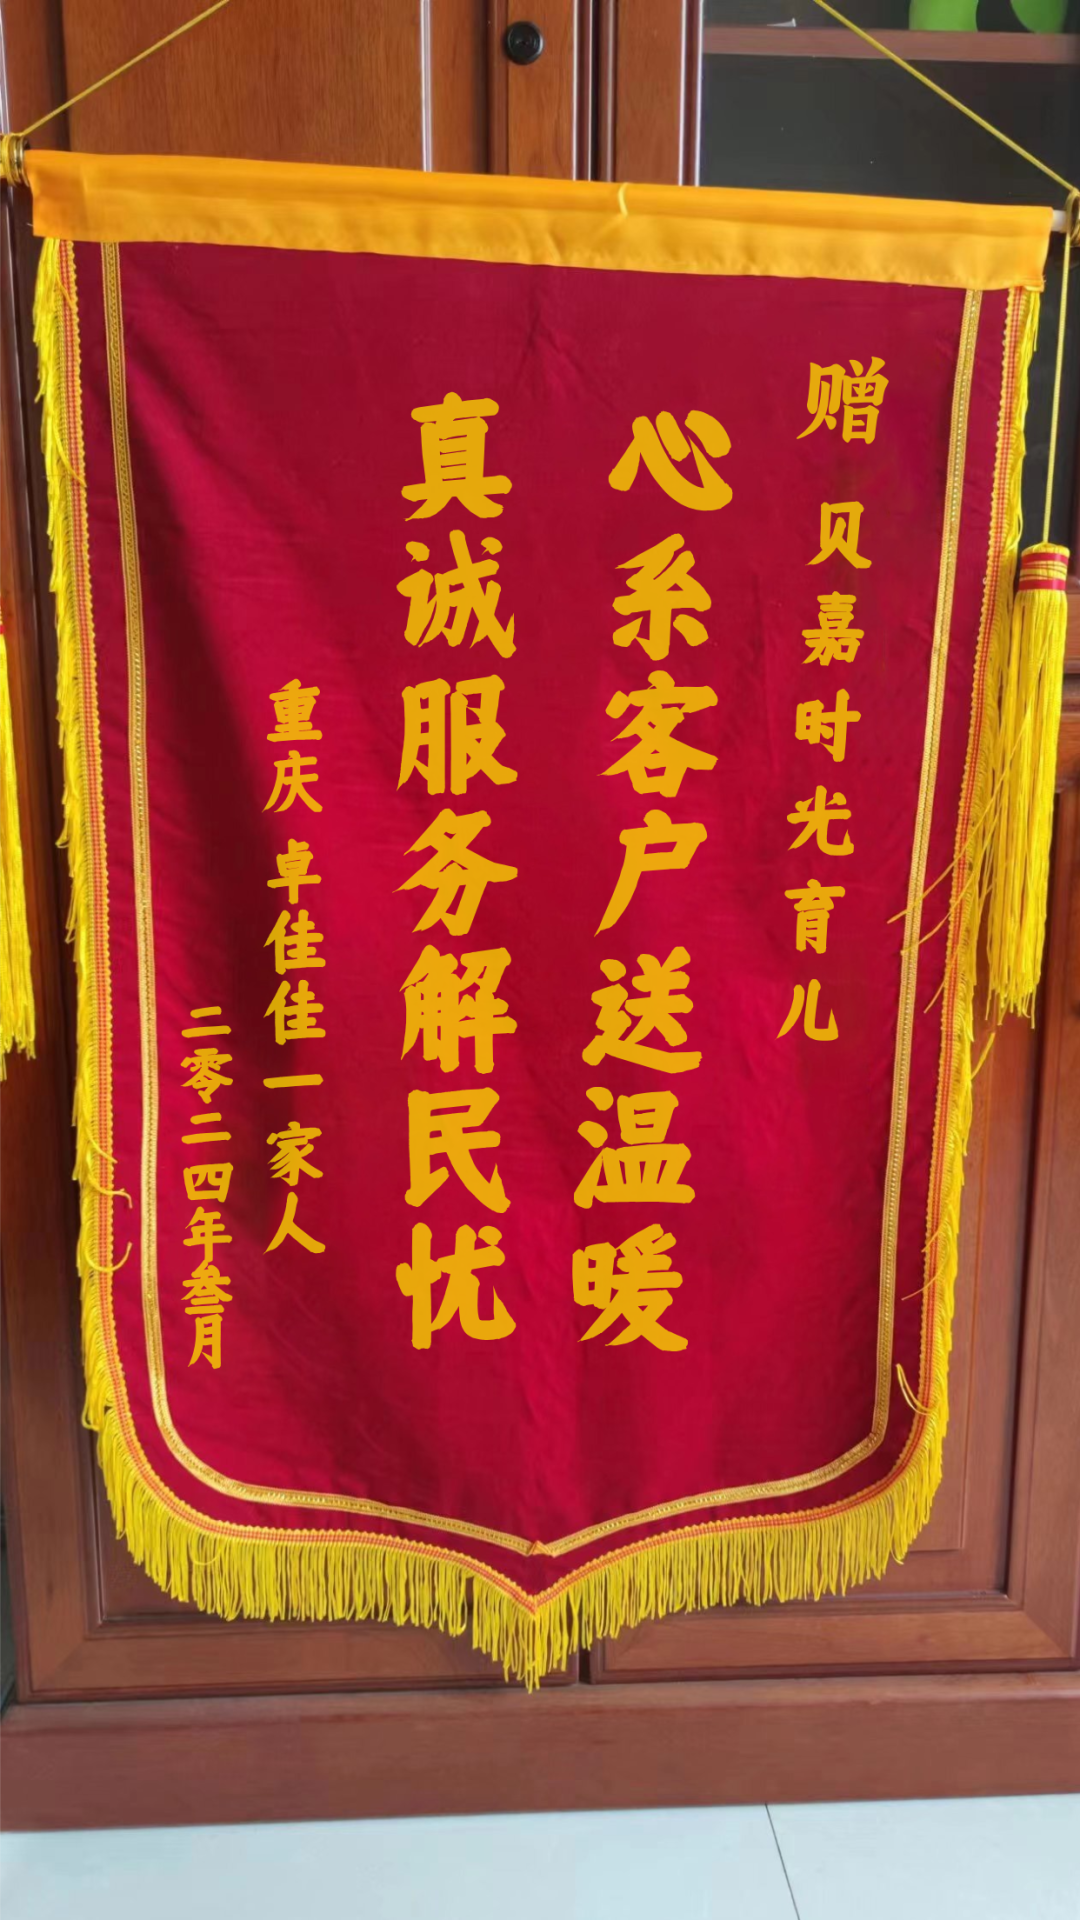 赠 贝嘉时光育儿
心系客户送温暖
真诚服务解民忧
重庆 卓佳佳一家人
二零二四年叁月